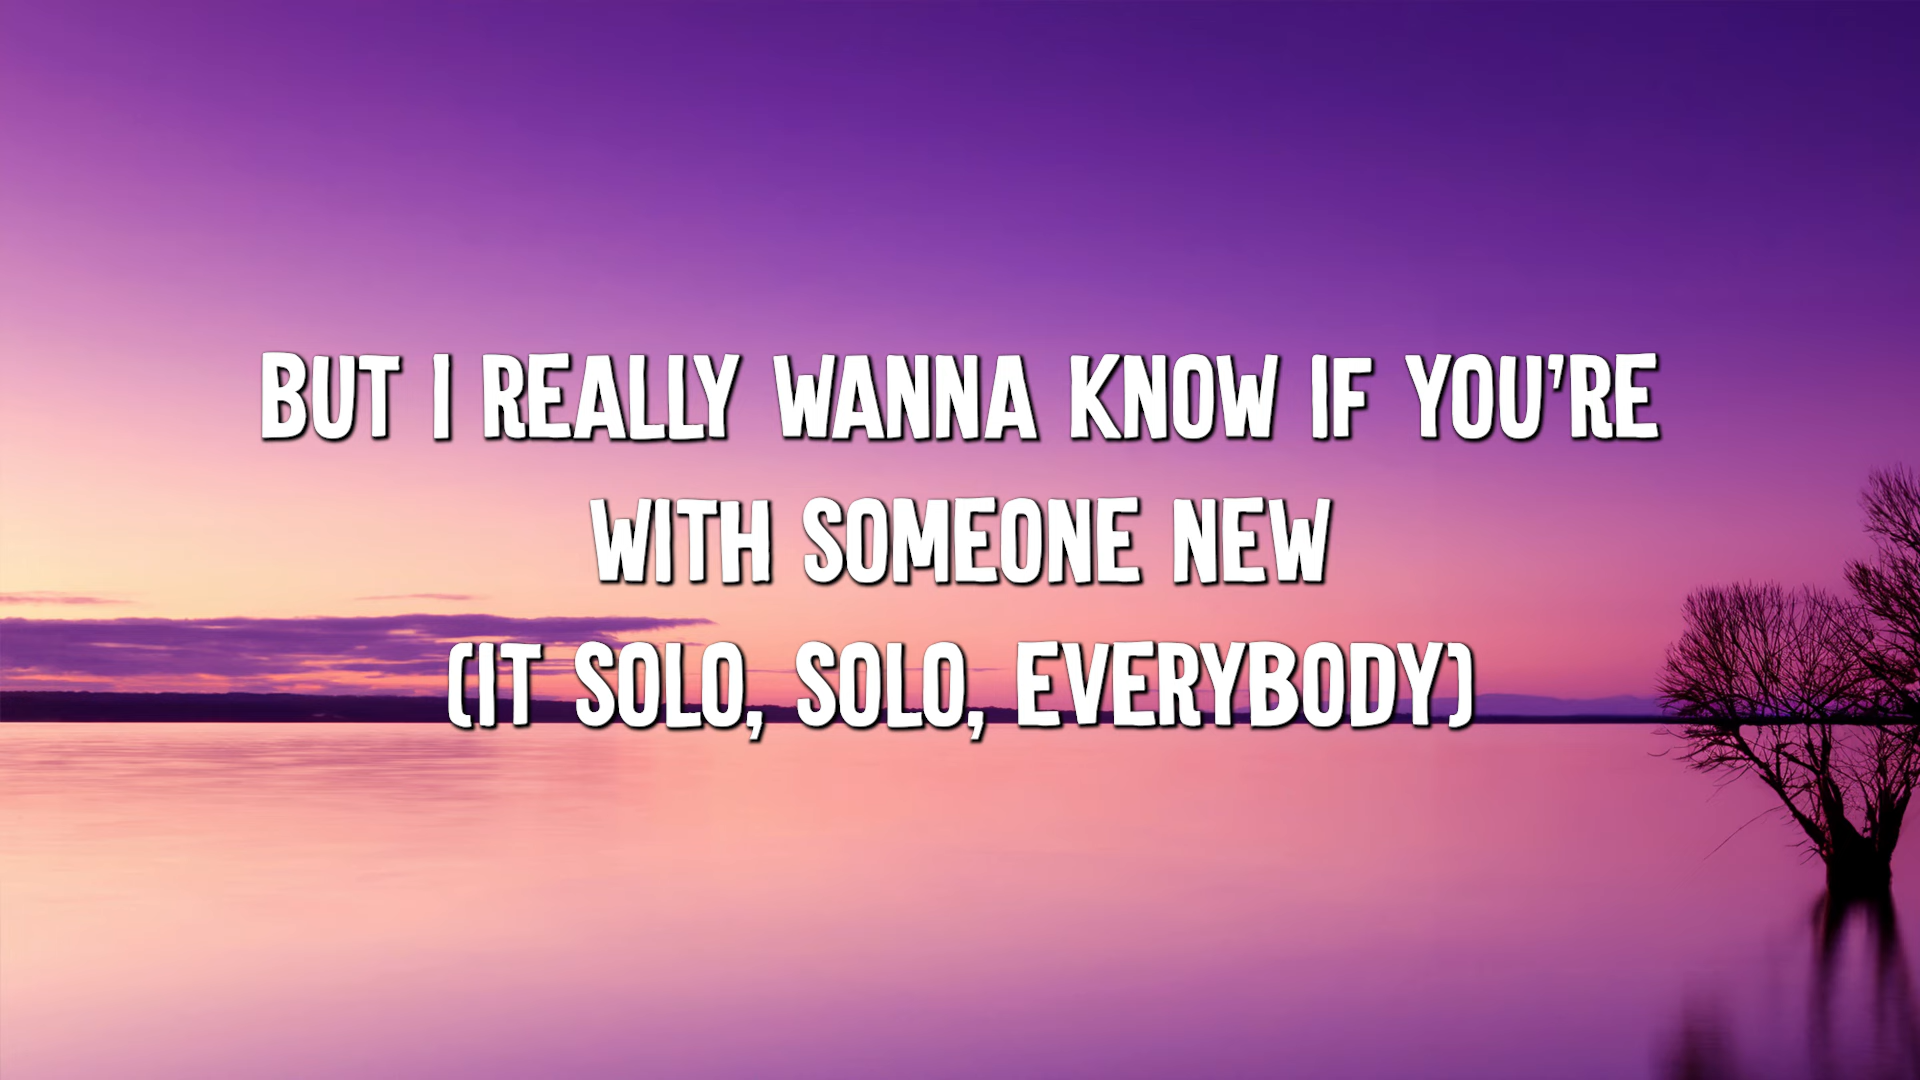 BUT I REALLY WANNA KNOW IF YOU'RE
WITH SOMEONE NEW
(IT SOLO, SOLO, EVERYBODY)